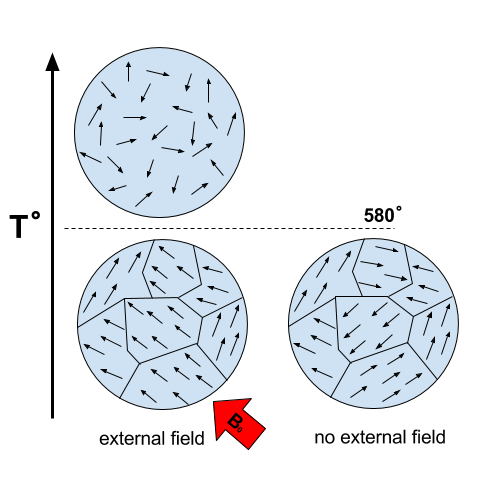 580°
T°
B₀
external field
no external field